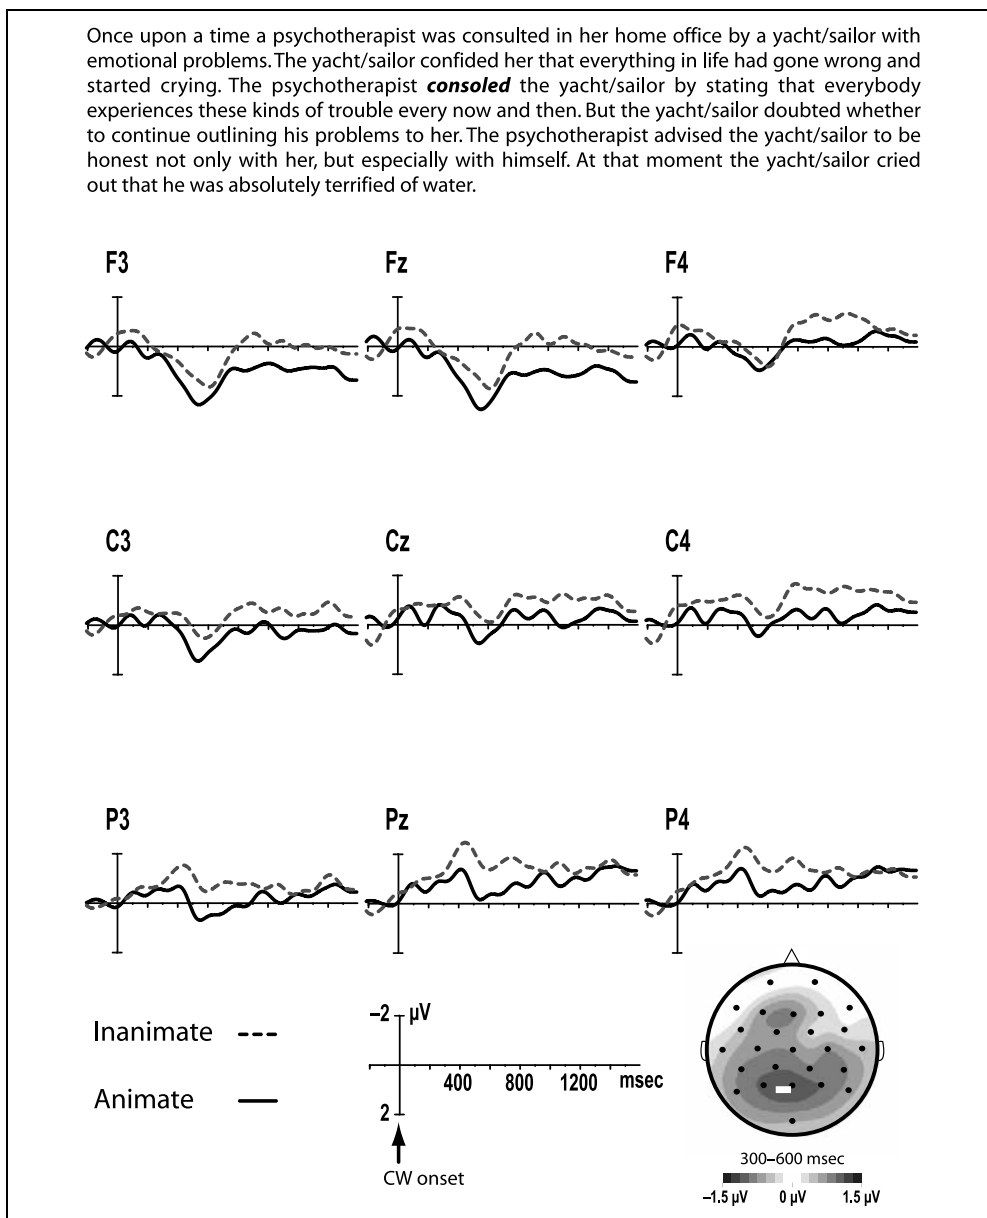 Once upon a time a psychotherapist was consulted in her home office by a yacht/sailor with
emotional problems. The yacht/sailor confided her that everything in life had gone wrong and
started crying. The psychotherapist consoled the yacht/sailor by stating that everybody
experiences these kinds of trouble every now and then. But the yacht/sailor doubted whether
to continue outlining his problems to her. The psychotherapist advised the yacht/sailor to be
honest not only with her, but especially with himself. At that moment the yacht/sailor cried
out that he was absolutely terrified of water.
F3 Fz F4
C3 Cz C4
P3 Pz P4
Inanimate
Animate
–2 µV
400 800 1200 msec
2
CW onset
300–600 msec
–1.5 µV 0 µV 1.5 µV